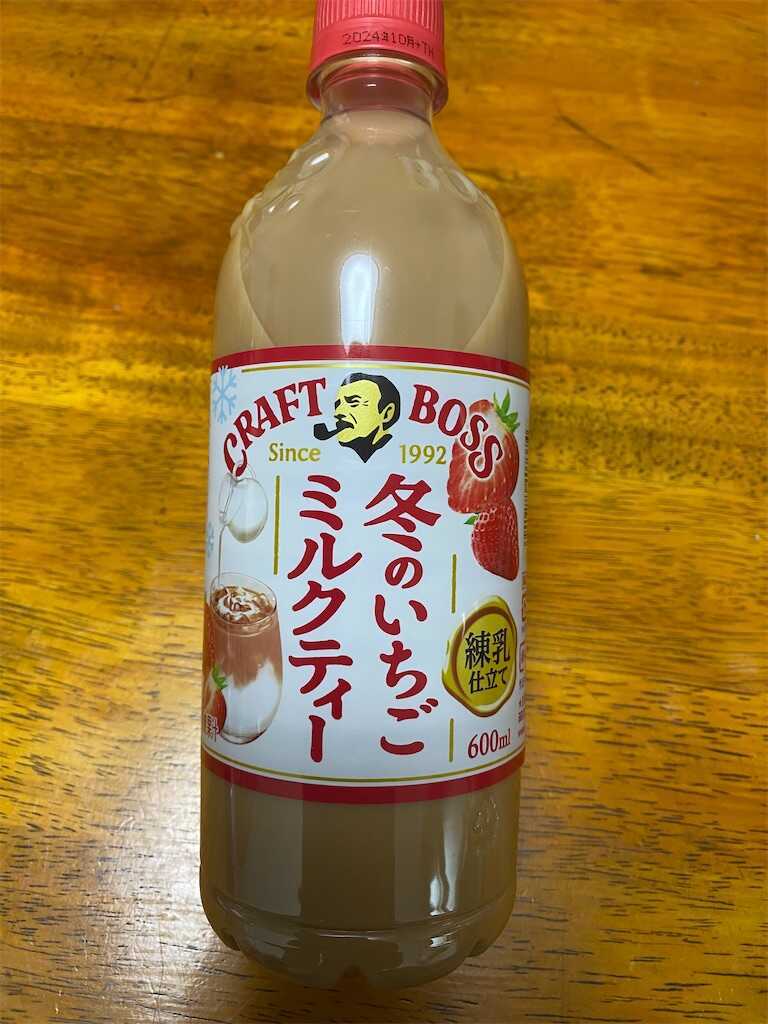 2024年10月+TH
CRAFT BOSS
Since 1992
冬のいちご
ミルクティー
練乳
仕立て
600ml